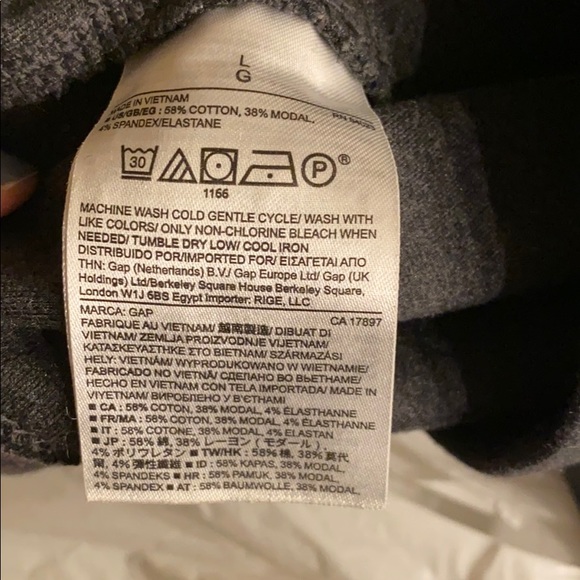 L
G
MADE IN VIETNAM
■ US/GB/EG : 58% COTTON, 38% MODAL,
4% SPANDEX/ELASTANE
30 P ®
1166
MACHINE WASH COLD GENTLE CYCLE/ WASH WITH
LIKE COLORS/ ONLY NON-CHLORINE BLEACH WHEN
NEEDED/ TUMBLE DRY LOW/ COOL IRON
DISTRIBUIDO POR/IMPORTED FOR/ ΕΙΣΑΓΕΤΑΙ ΑΠΟ
ΤΗΝ: Gap (Netherlands) B.V./ Gap Europe Ltd/ Gap (UK
Holdings) Ltd/Berkeley Square House Berkeley Square,
London W1J 6BS Egypt Importer: RIGE, LLC
MARCA: GAP CA 17897
FABRIQUE AU VIETNAM/ 越南製造/ DIBUAT DI
VIETNAM/ ZEMLJA PROIZVODNJE VIJETNAM/
ΚΑΤΑΣΚΕΥΑΣΤΗΚΕ ΣΤΟ ΒΙΕΤΝΑΜ/ SZÁRMAZÁSI
HELY: VIETNÁM/ WYPRODUKOWANO W WIETNAMIE/
FABRICADO NO VIETNÃ/ СДЕЛАНО ВО ВЬЕТНАМЕ/
HECHO EN VIETNAM CON TELA IMPORTADA/ MADE IN
VIYETNAM/ ВИРОБЛЕНО У В'ЄТНАМІ
■ CA : 58% COTON, 38% MODAL, 4% ÉLASTHANNE
■ FR/MA : 58% COTON, 38% MODAL, 4% ÉLASTHANNE
■ IT : 58% COTONE, 38% MODAL, 4% ELASTAN
■ JP : 58% 綿, 38% レーヨン ( モダール )
4% ポリウレタン ■ TW/HK : 58% 棉, 38% 莫代
爾, 4% 彈性纖維 ■ ID : 58% KAPAS, 38% MODAL,
4% SPANDEKS ■ HR : 58% PAMUK, 38% MODAL,
4% SPANDEX ■ AT : 58% BAUMWOLLE, 38% MODAL,